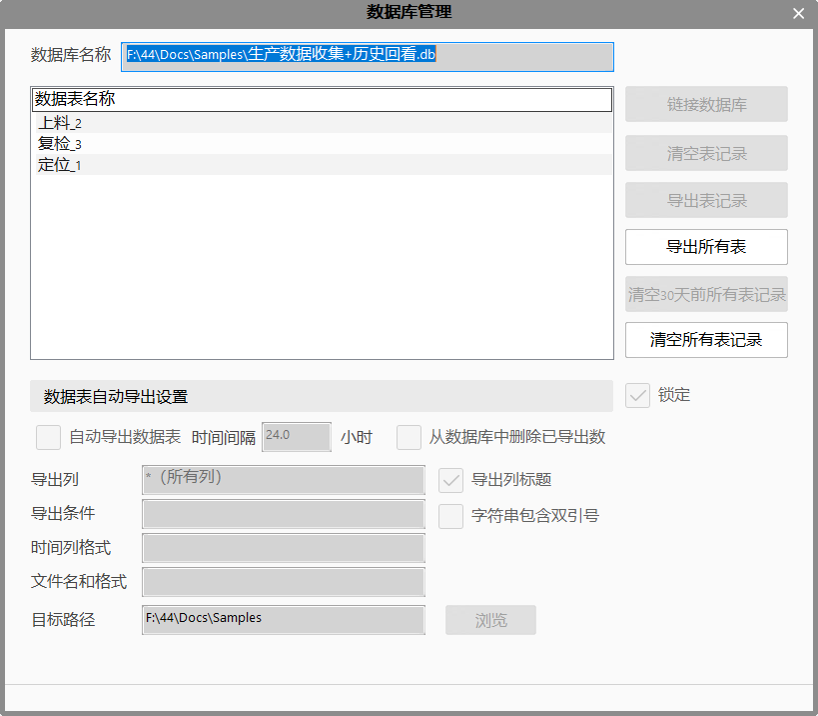 数据库管理
数据库名称 F:\44\Docs\Samples\生产数据收集+历史回看.db
数据表名称
上料_2
复检_3
定位_1
链接数据库
清空表记录
导出表记录
导出所有表
清空30天前所有表记录
清空所有表记录
数据表自动导出设置
锁定
自动导出数据表 时间间隔 24.0 小时 从数据库中删除已导出数
导出列 *（所有列） 导出列标题
导出条件 字符串包含双引号
时间列格式
文件名和格式
目标路径 F:\44\Docs\Samples 浏览